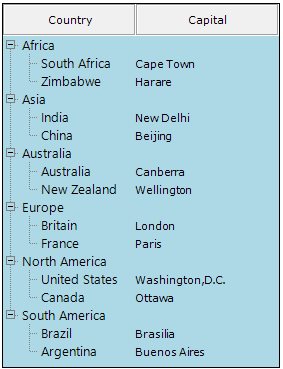 Country Capital
Africa
South Africa Cape Town
Zimbabwe Harare
Asia
India New Delhi
China Beijing
Australia
Australia Canberra
New Zealand Wellington
Europe
Britain London
France Paris
North America
United States Washington,D.C.
Canada Ottawa
South America
Brazil Brasilia
Argentina Buenos Aires